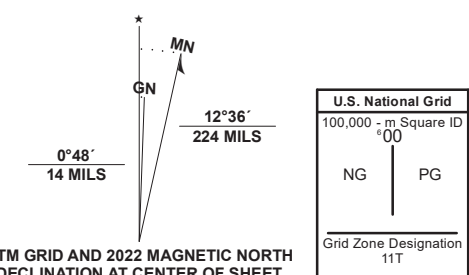 ★
MN
GN
12°36´
224 MILS
0°48´
14 MILS
TM GRID AND 2022 MAGNETIC NORTH
DECLINATION AT CENTER OF SHEET
U.S. National Grid
100,000 - m Square ID
⁶00
NG PG
Grid Zone Designation
11T